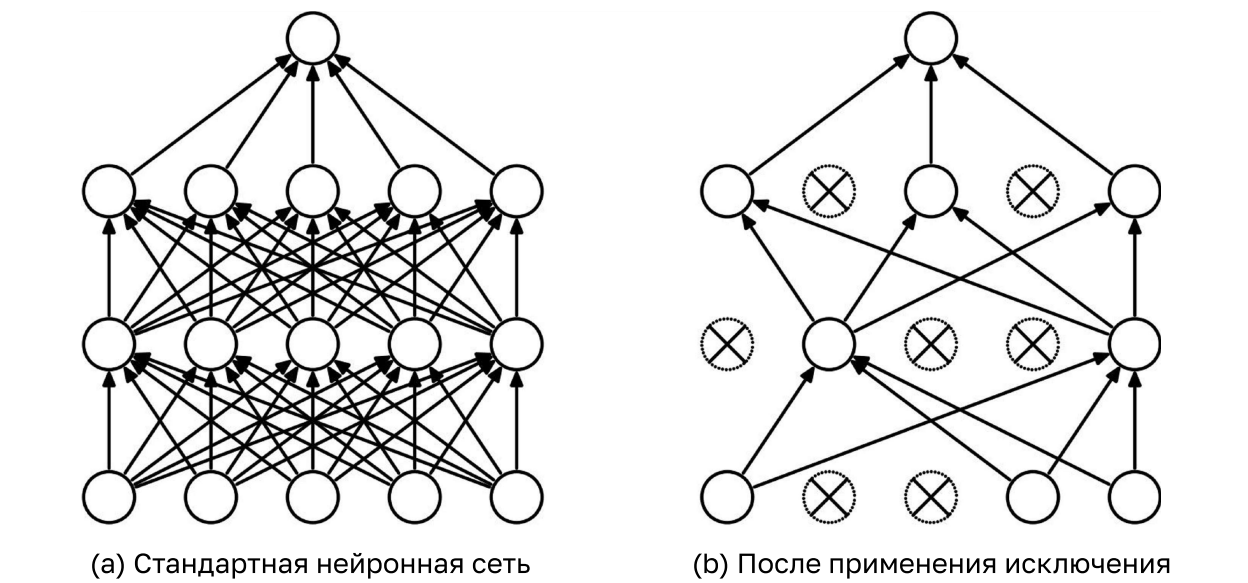 (a) Стандартная нейронная сеть
(b) После применения исключения